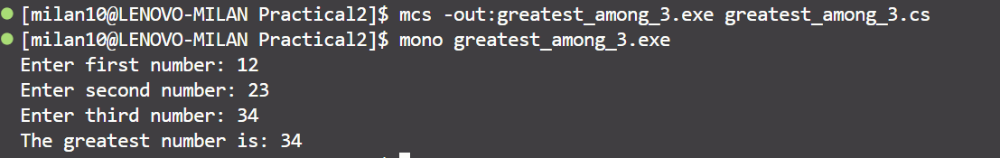 [milan10@LENOVO-MILAN Practical2]$ mcs -out:greatest_among_3.exe greatest_among_3.cs
[milan10@LENOVO-MILAN Practical2]$ mono greatest_among_3.exe
Enter first number: 12
Enter second number: 23
Enter third number: 34
The greatest number is: 34